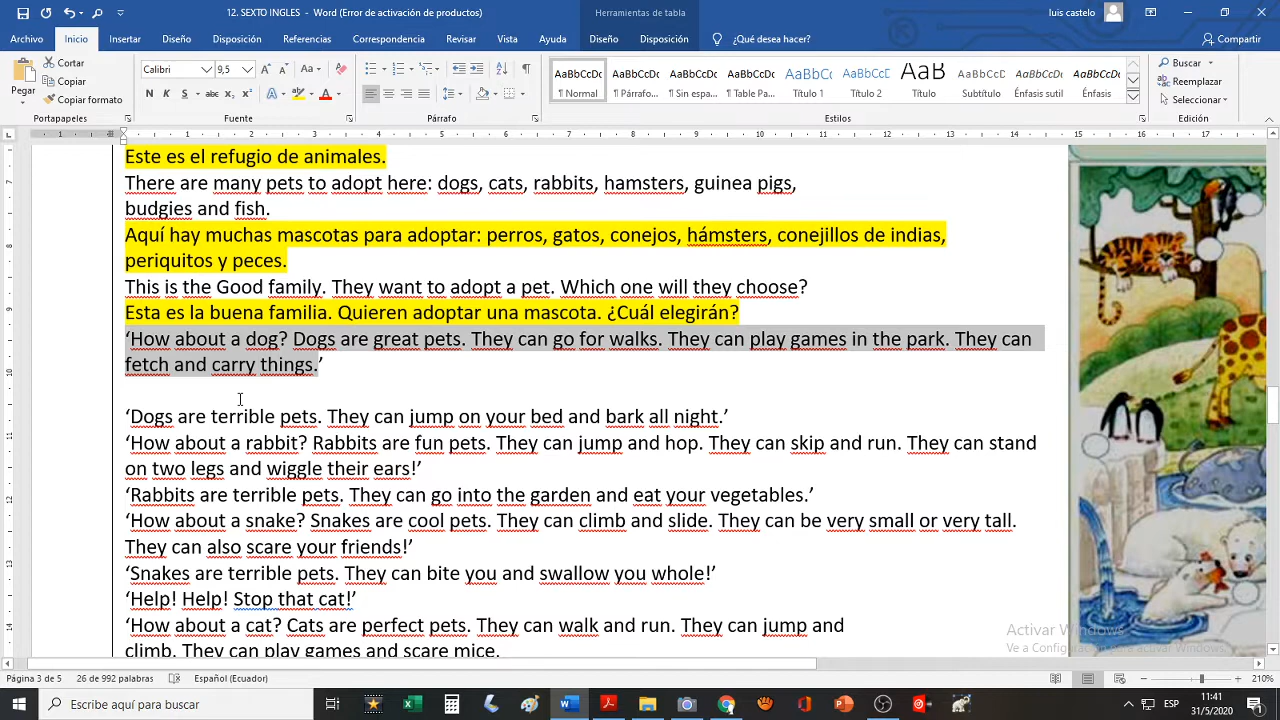 12. SEXTO INGLES - Word (Error de activación de productos)
Herramientas de tabla
luis castelo
Archivo Inicio Insertar Diseño Disposición Referencias Correspondencia Revisar Vista Ayuda Diseño Disposición ¿Qué desea hacer? Compartir
Cortar
Copiar
Copiar formato
Pegar
Portapapeles
Calibri 9,5
Fuente
Párrafo
AaBbCcDc AaBbCcDc AaBbCcDc AaBbCcDc AaBbCc AaBbCcC AaB AaBbCcD AaBbCcDc AaBbCcDc
¶ Normal ¶ Párrafo... ¶ Sin espa... ¶ Table Pa... Título 1 Título 2 Título Subtítulo Énfasis sutil Énfasis
Estilos
Buscar
Reemplazar
Seleccionar
Edición
Este es el refugio de animales.
There are many pets to adopt here: dogs, cats, rabbits, hamsters, guinea pigs,
budgies and fish.
Aquí hay muchas mascotas para adoptar: perros, gatos, conejos, hámsters, conejillos de indias,
periquitos y peces.
This is the Good family. They want to adopt a pet. Which one will they choose?
Esta es la buena familia. Quieren adoptar una mascota. ¿Cuál elegirán?
‘How about a dog? Dogs are great pets. They can go for walks. They can play games in the park. They can
fetch and carry things.’
‘Dogs are terrible pets. They can jump on your bed and bark all night.’
‘How about a rabbit? Rabbits are fun pets. They can jump and hop. They can skip and run. They can stand
on two legs and wiggle their ears!’
‘Rabbits are terrible pets. They can go into the garden and eat your vegetables.’
‘How about a snake? Snakes are cool pets. They can climb and slide. They can be very small or very tall.
They can also scare your friends!’
‘Snakes are terrible pets. They can bite you and swallow you whole!’
‘Help! Help! Stop that cat!’
‘How about a cat? Cats are perfect pets. They can walk and run. They can jump and
climb. They can play games and scare mice.
Activar Windows
Ve a Configuración para activar Windows.
Página 3 de 5 26 de 992 palabras Español (Ecuador) 210%
Escribe aquí para buscar
ESP
11:41
31/5/2020